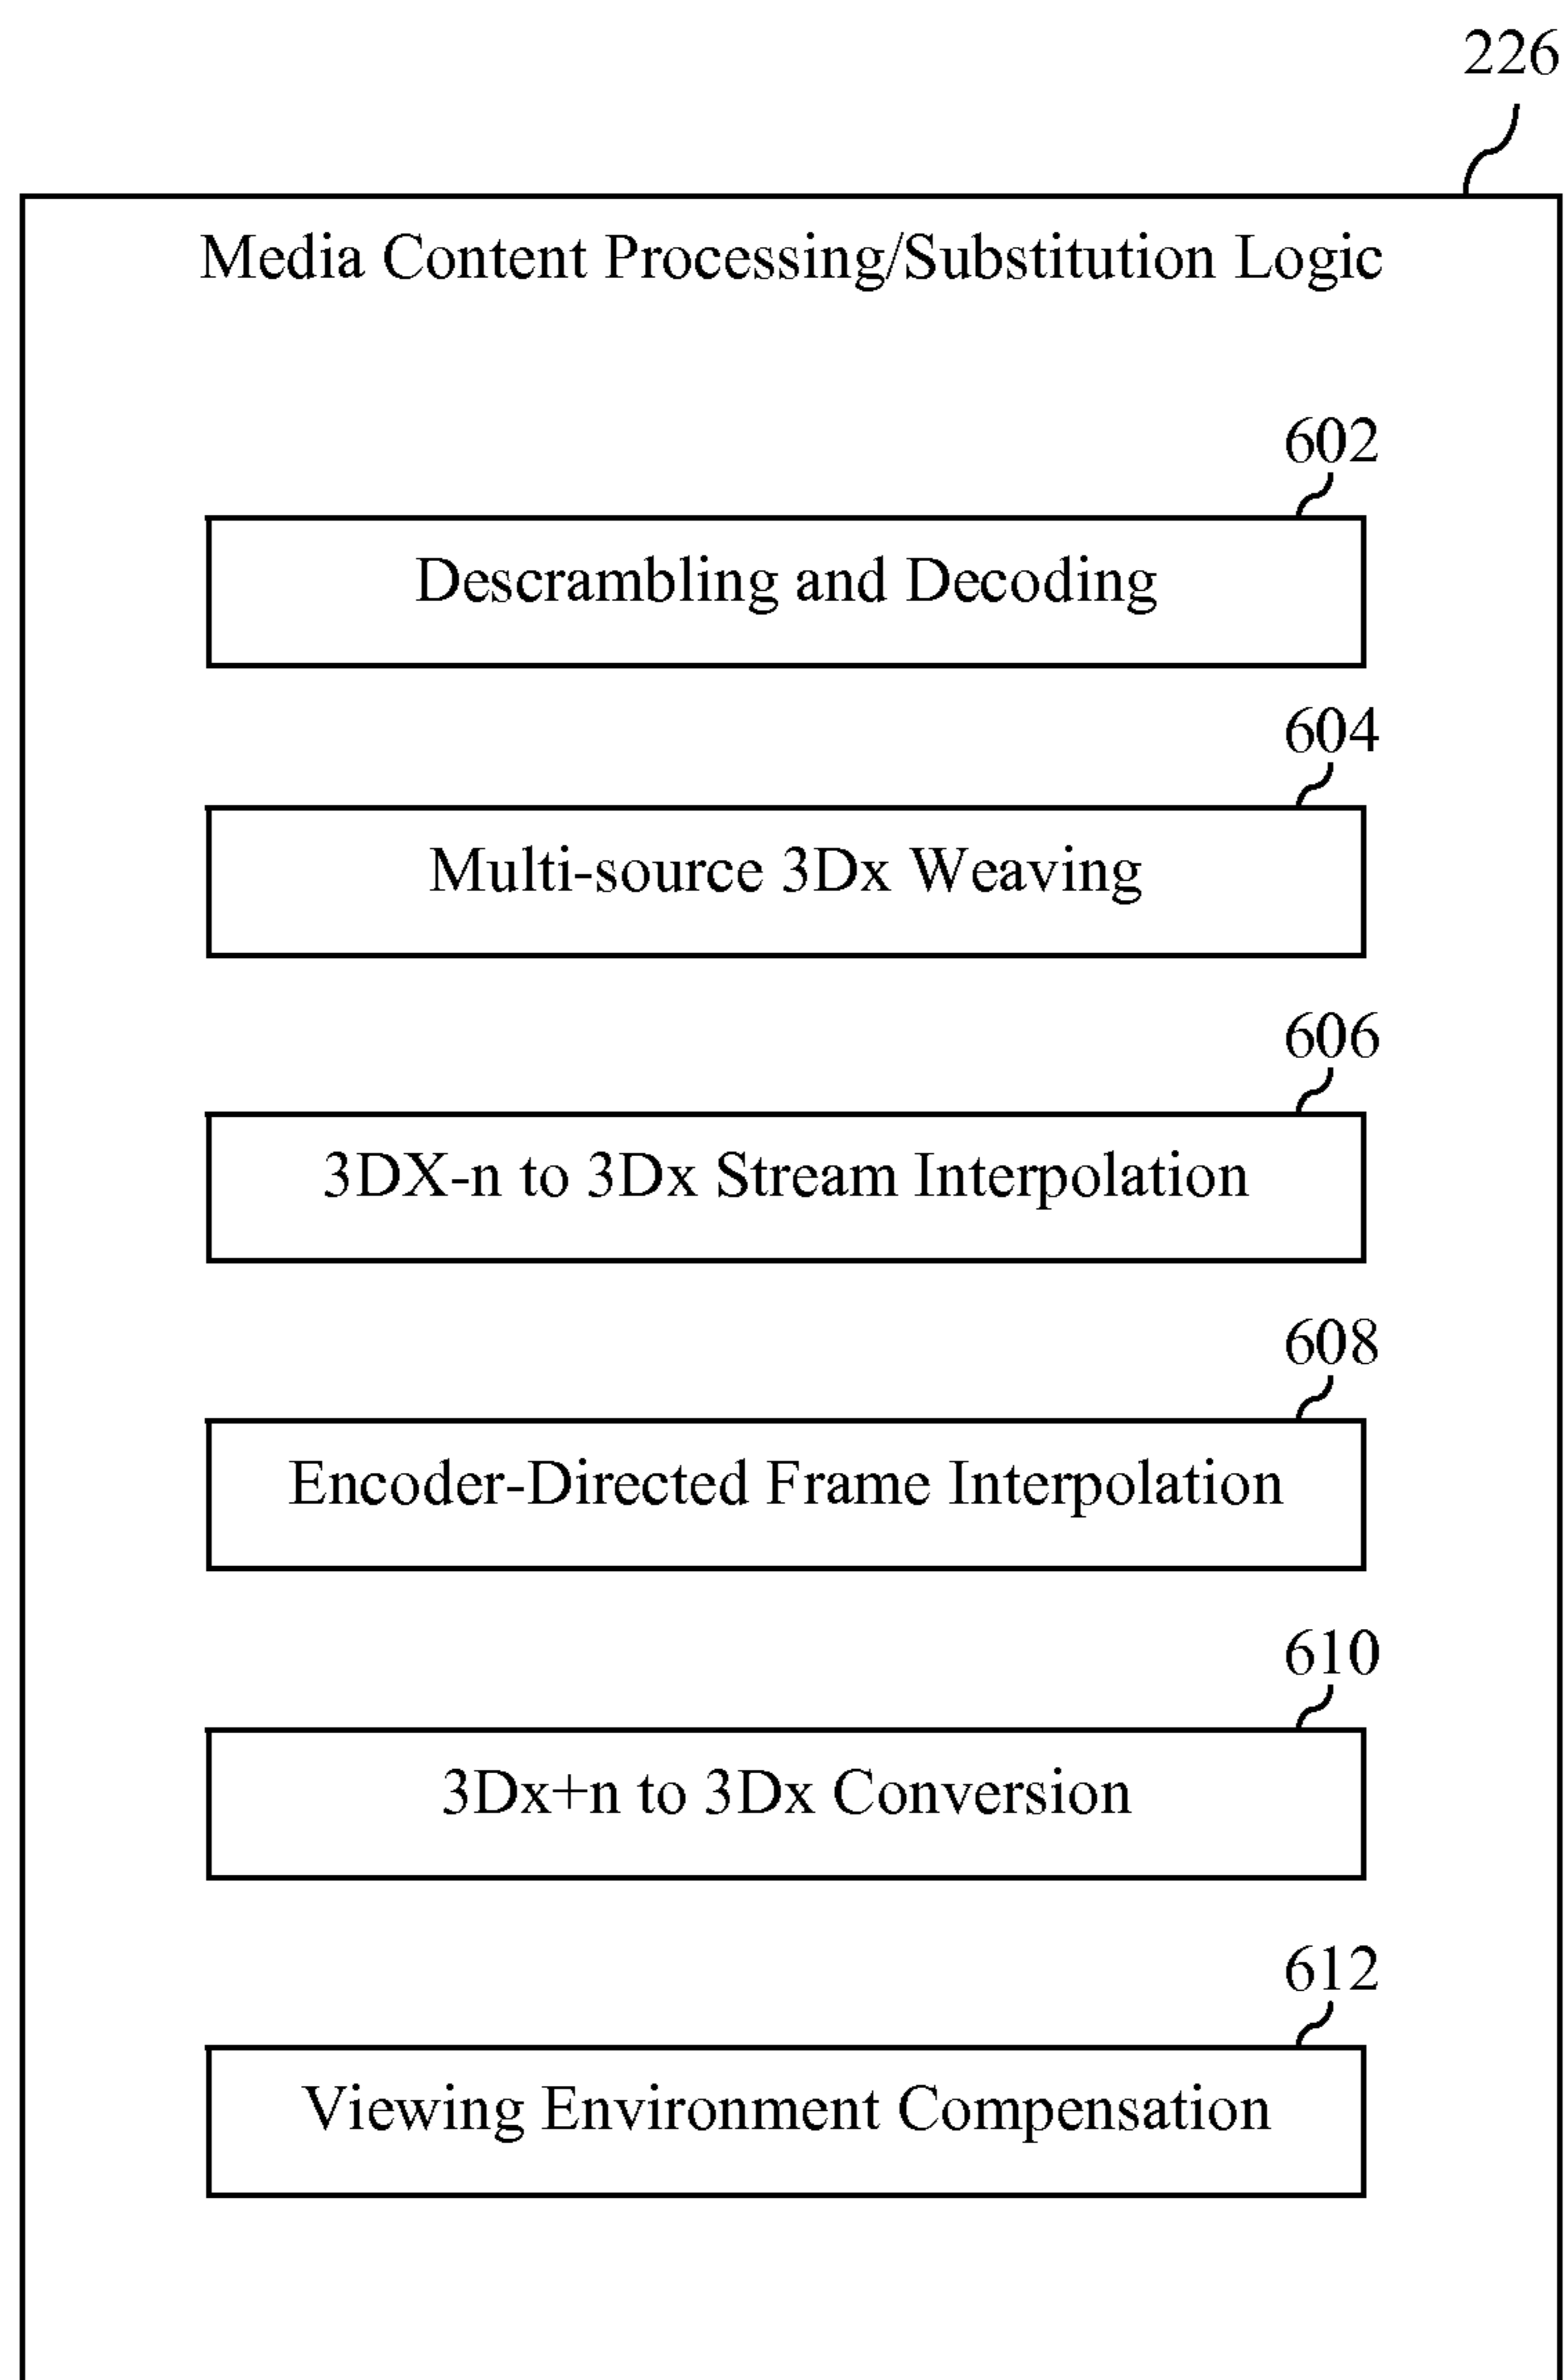 226
Media Content Processing/Substitution Logic
602
Descrambling and Decoding
604
Multi-source 3Dx Weaving
606
3DX-n to 3Dx Stream Interpolation
608
Encoder-Directed Frame Interpolation
610
3Dx+n to 3Dx Conversion
612
Viewing Environment Compensation